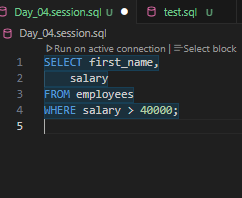 Day_04.session.sql U ● test.sql U
Day_04.session.sql
Run on active connection | Select block
1 SELECT first_name,
2 salary
3 FROM employees
4 WHERE salary > 40000;
5